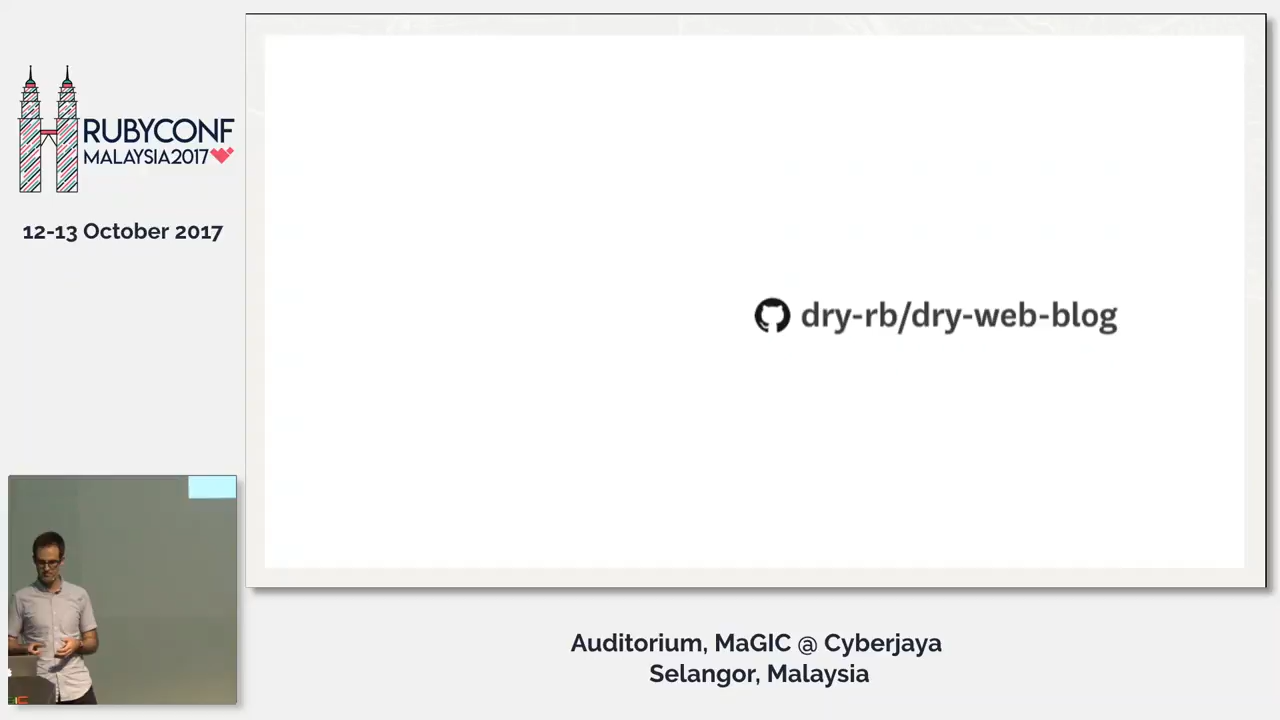 RUBYCONF
MALAYSIA2017
12-13 October 2017
dry-rb/dry-web-blog
Auditorium, MaGIC @ Cyberjaya
Selangor, Malaysia